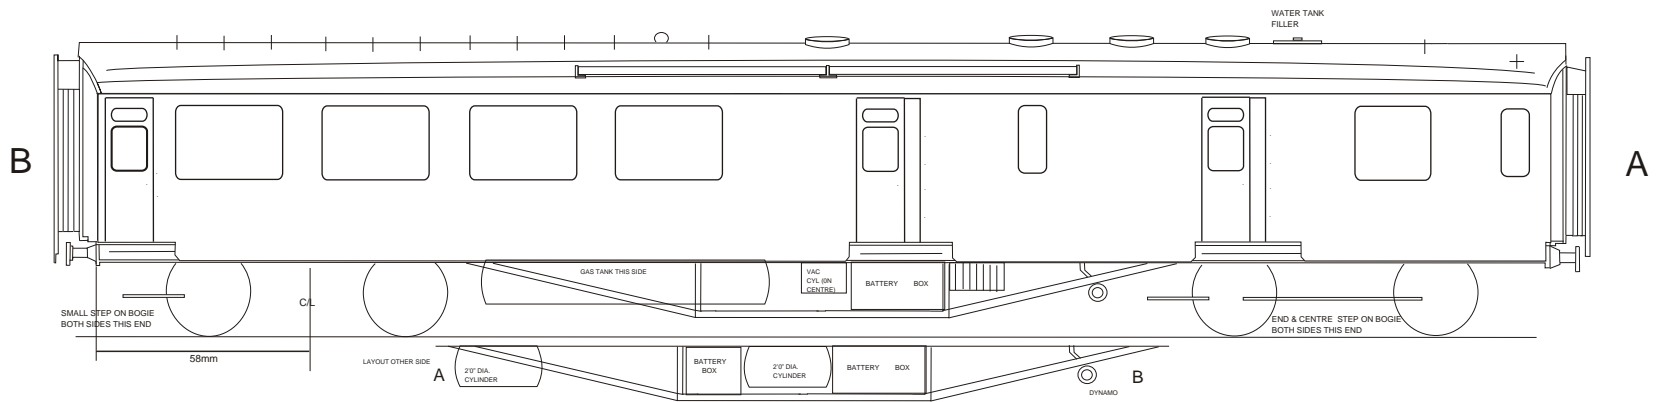 WATER TANK
FILLER
B
A
GAS TANK THIS SIDE
VAC
CYL (0N
CENTRE)
BATTERY BOX
C/L
SMALL STEP ON BOGIE
BOTH SIDES THIS END
END & CENTRE STEP ON BOGIE
BOTH SIDES THIS END
58mm
LAYOUT OTHER SIDE
A
2'0" DIA.
CYLINDER
BATTERY
BOX
2'0" DIA.
CYLINDER
BATTERY BOX
B
DYNAMO